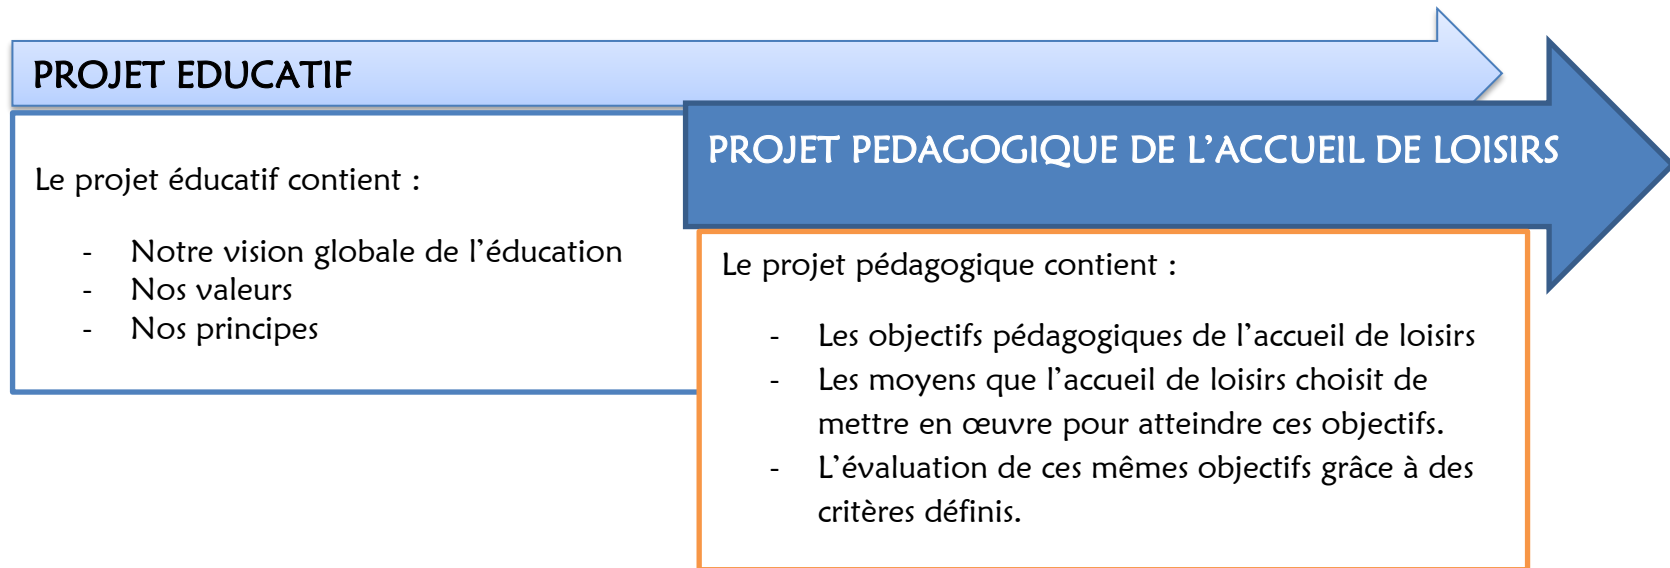 PROJET EDUCATIF
Le projet éducatif contient :
- Notre vision globale de l’éducation
- Nos valeurs
- Nos principes
PROJET PEDAGOGIQUE DE L’ACCUEIL DE LOISIRS
Le projet pédagogique contient :
- Les objectifs pédagogiques de l’accueil de loisirs
- Les moyens que l’accueil de loisirs choisit de
mettre en œuvre pour atteindre ces objectifs.
- L’évaluation de ces mêmes objectifs grâce à des
critères définis.